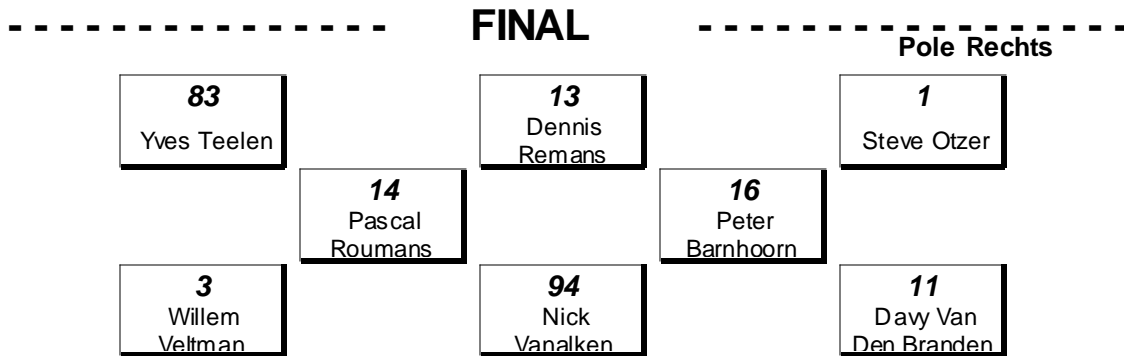 FINAL
Pole Rechts
83
Yves Teelen
13
Dennis
Remans
1
Steve Otzer
14
Pascal
Roumans
16
Peter
Barnhoorn
3
Willem
Veltman
94
Nick
Vanalken
11
Davy Van
Den Branden